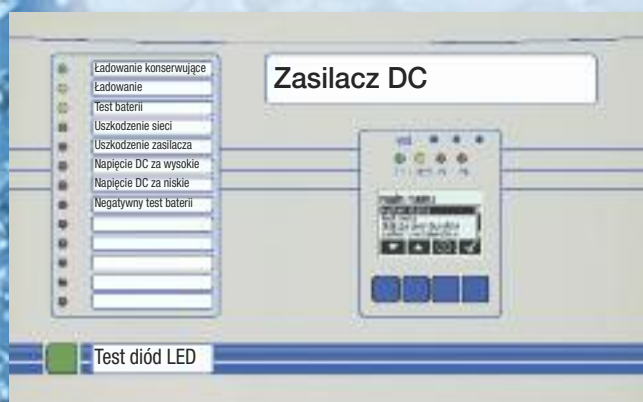 Ładowanie konserwujące
Ładowanie
Test baterii
Uszkodzenie sieci
Uszkodzenie zasilacza
Napięcie DC za wysokie
Napięcie DC za niskie
Negatywny test baterii
Zasilacz DC
Test diód LED